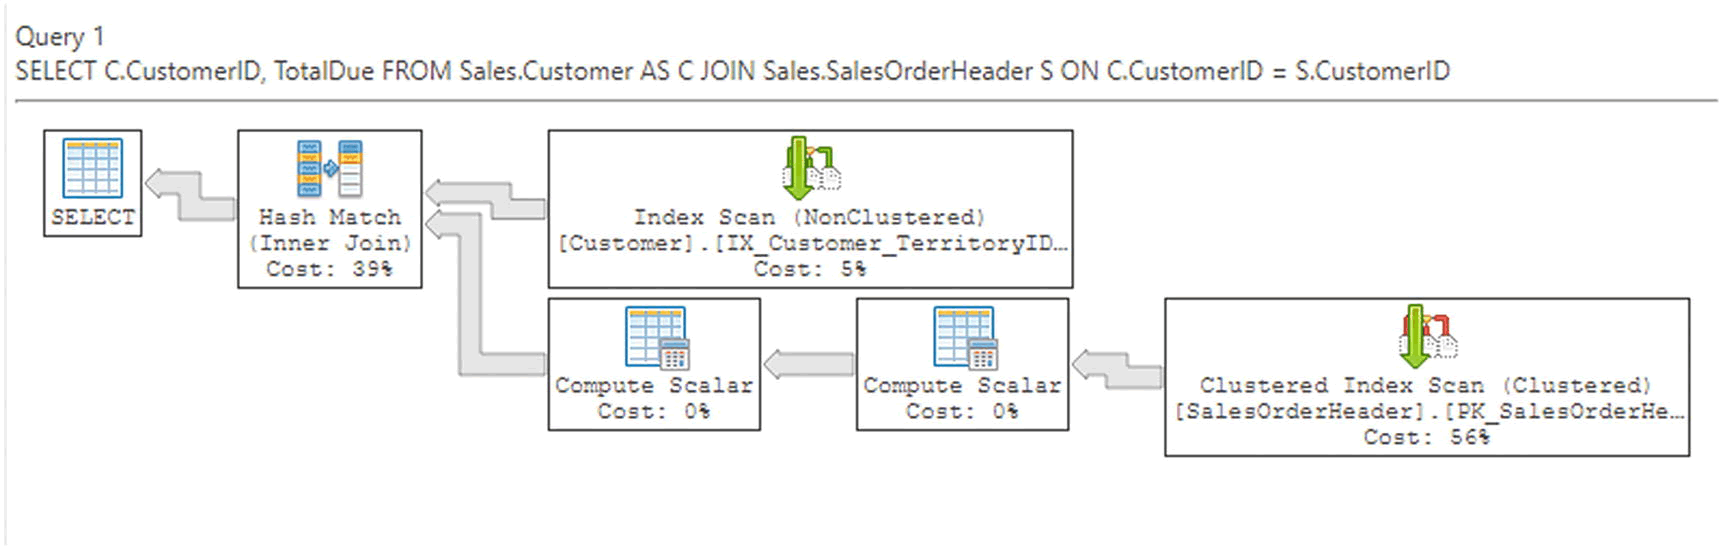 Query 1
SELECT C.CustomerID, TotalDue FROM Sales.Customer AS C JOIN Sales.SalesOrderHeader S ON C.CustomerID = S.CustomerID
SELECT
Hash Match
(Inner Join)
Cost: 39%
Index Scan (NonClustered)
[Customer].[IX_Customer_TerritoryID…
Cost: 5%
Compute Scalar
Cost: 0%
Compute Scalar
Cost: 0%
Clustered Index Scan (Clustered)
[SalesOrderHeader].[PK_SalesOrderHe…
Cost: 56%